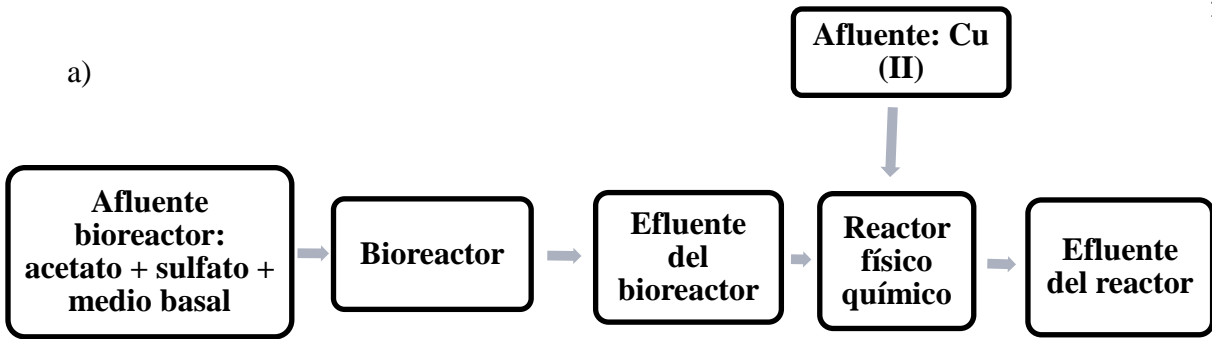 a)
Afluente: Cu
(II)
Afluente
bioreactor:
acetato + sulfato +
medio basal
Bioreactor
Efluente
del
bioreactor
Reactor
físico
químico
Efluente
del reactor